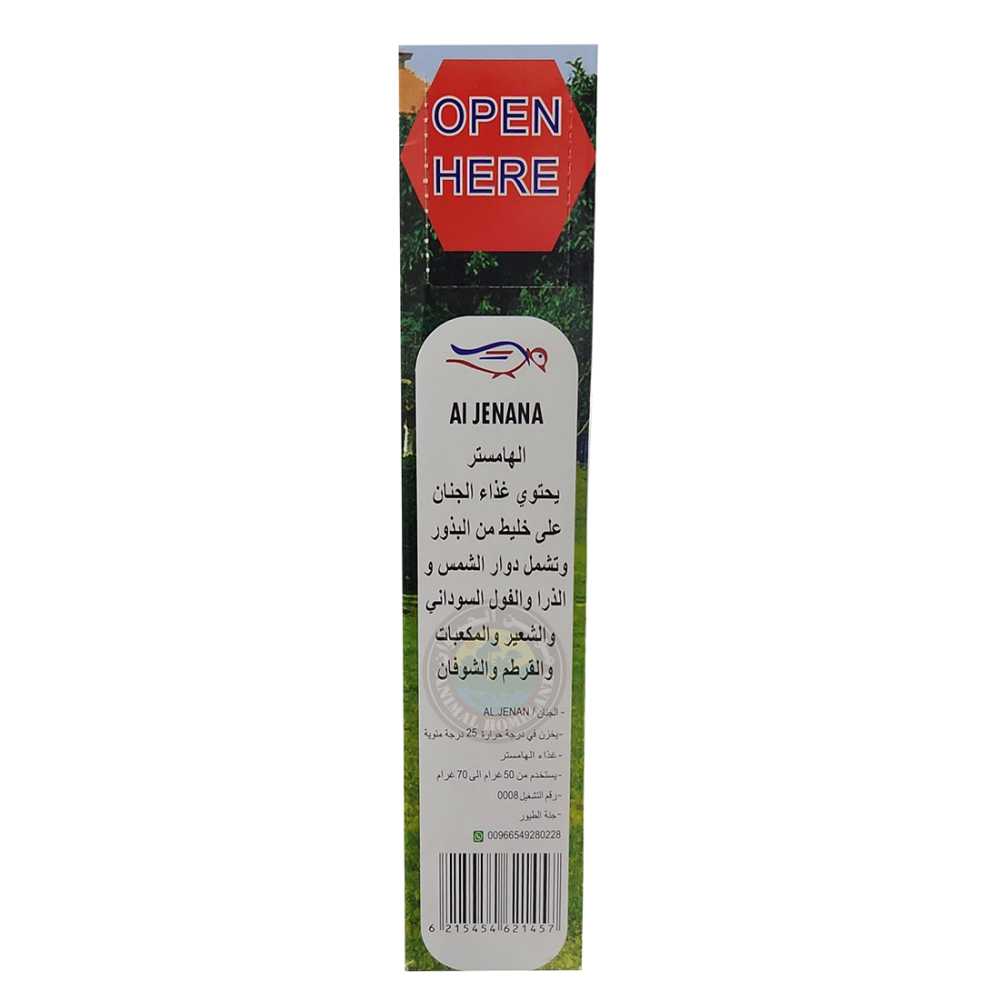 OPEN
HERE
Al JENANA
الهامستر
يحتوي غذاء الجنان
على خليط من البذور
وتشمل دوار الشمس و
الذرا والفول السوداني
والشعير والمكعبات
والقرطم والشوفان
- الجنان / AL.JENAN
-يخزن في درجة حرارة 25 درجة مئوية
- غذاء الهامستر
-يستخدم من 50 غرام الى 70 غرام
-رقم التشغيل 0008
-جنة الطيور
00966549280228
6 215454 621457